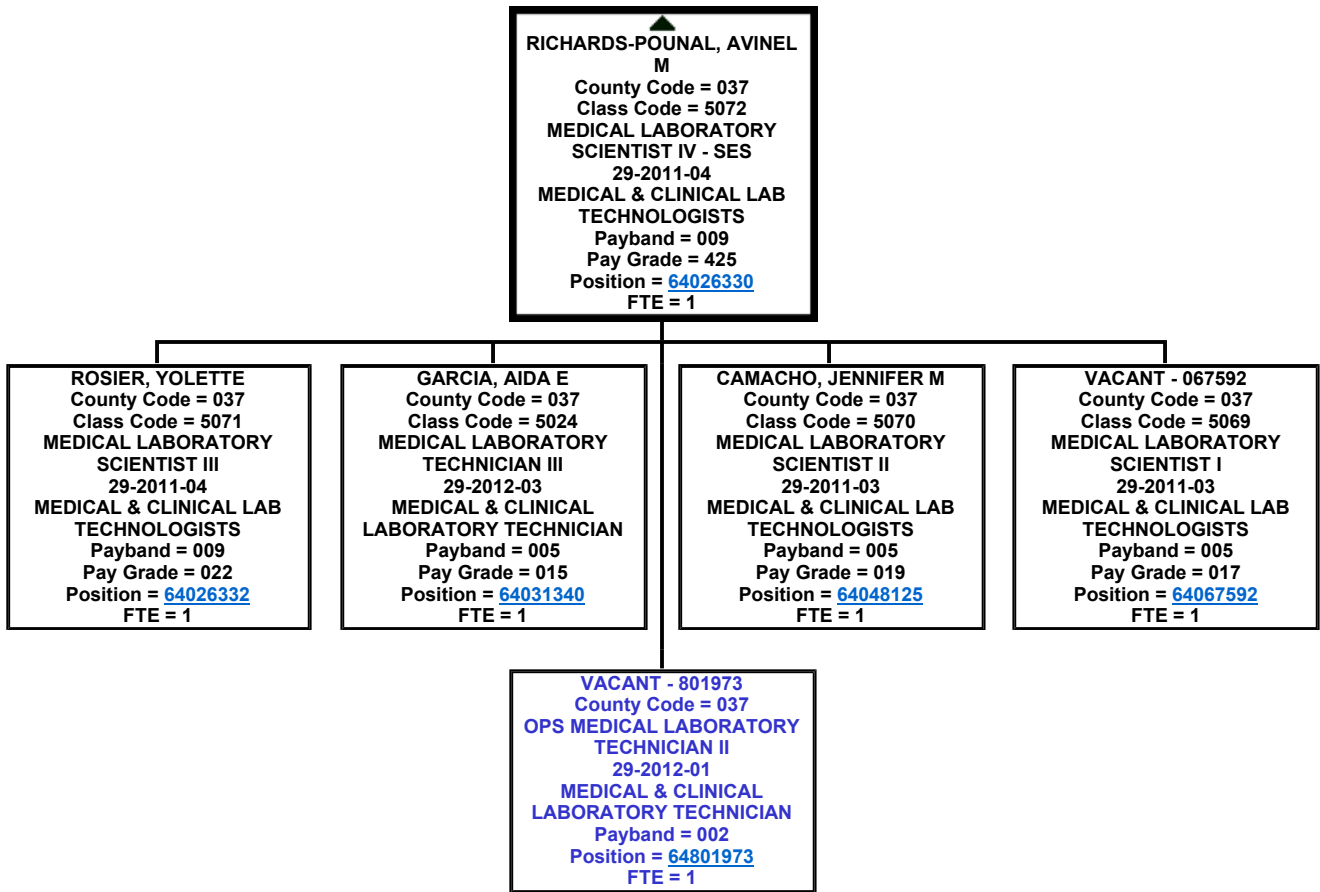 RICHARDS-POUNAL, AVINEL
M
County Code = 037
Class Code = 5072
MEDICAL LABORATORY
SCIENTIST IV - SES
29-2011-04
MEDICAL & CLINICAL LAB
TECHNOLOGISTS
Payband = 009
Pay Grade = 425
Position = 64026330
FTE = 1
ROSIER, YOLETTE
County Code = 037
Class Code = 5071
MEDICAL LABORATORY
SCIENTIST III
29-2011-04
MEDICAL & CLINICAL LAB
TECHNOLOGISTS
Payband = 009
Pay Grade = 022
Position = 64026332
FTE = 1
GARCIA, AIDA E
County Code = 037
Class Code = 5024
MEDICAL LABORATORY
TECHNICIAN III
29-2012-03
MEDICAL & CLINICAL
LABORATORY TECHNICIAN
Payband = 005
Pay Grade = 015
Position = 64031340
FTE = 1
CAMACHO, JENNIFER M
County Code = 037
Class Code = 5070
MEDICAL LABORATORY
SCIENTIST II
29-2011-03
MEDICAL & CLINICAL LAB
TECHNOLOGISTS
Payband = 005
Pay Grade = 019
Position = 64048125
FTE = 1
VACANT - 067592
County Code = 037
Class Code = 5069
MEDICAL LABORATORY
SCIENTIST I
29-2011-03
MEDICAL & CLINICAL LAB
TECHNOLOGISTS
Payband = 005
Pay Grade = 017
Position = 64067592
FTE = 1
VACANT - 801973
County Code = 037
OPS MEDICAL LABORATORY
TECHNICIAN II
29-2012-01
MEDICAL & CLINICAL
LABORATORY TECHNICIAN
Payband = 002
Position = 64801973
FTE = 1